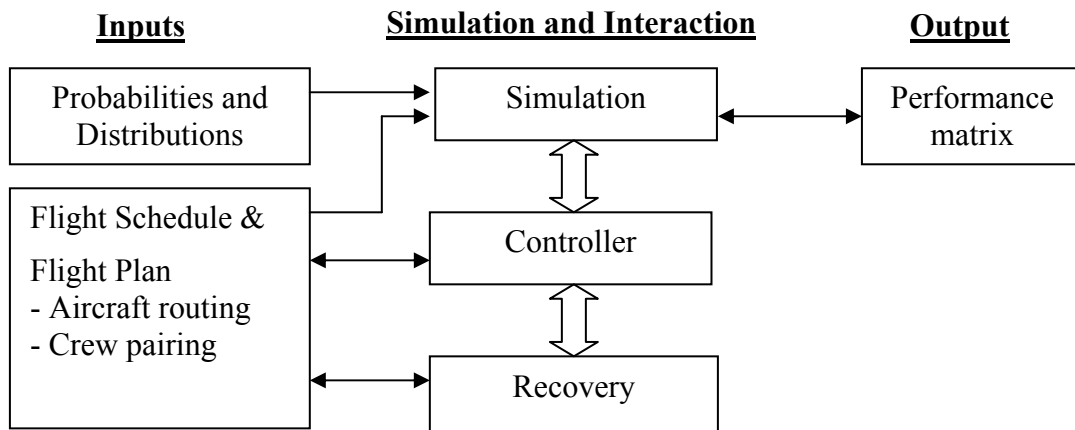 Inputs
Simulation and Interaction
Output
Probabilities and
Distributions
Simulation
Performance
matrix
Flight Schedule &
Flight Plan
- Aircraft routing
- Crew pairing
Controller
Recovery